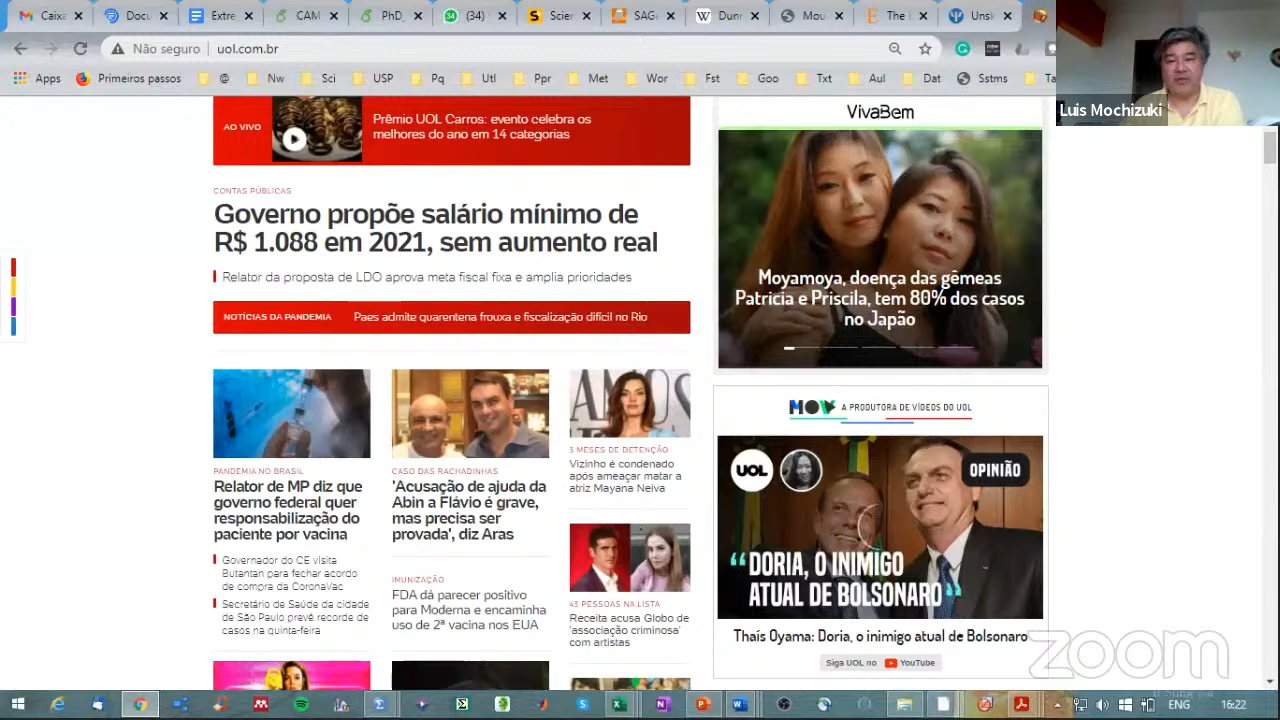 Caix
Doc
Extre
CAM
PhD
34
(34)
Scien
SAG
W
Dun
Mou
The E
Unsk
Não seguro
uol.com.br
Apps
Primeiros passos
@
Nw
Sci
USP
Pq
Utl
Ppr
Met
Wor
Fst
Goo
Txt
Aul
Dat
Sstms
Ta
Luis Mochizuki
AO VIVO
Prêmio UOL Carros: evento celebra os
melhores do ano em 14 categorias
CONTAS PÚBLICAS
Governo propõe salário mínimo de
R$ 1.088 em 2021, sem aumento real
Relator da proposta de LDO aprova meta fiscal fixa e amplia prioridades
NOTÍCIAS DA PANDEMIA
Paes admite quarentena frouxa e fiscalização difícil no Rio
PANDEMIA NO BRASIL
Relator de MP diz que
governo federal quer
responsabilização do
paciente por vacina
Governador do CE visita
Butantan para fechar acordo
de compra da CoronaVac
Secretário de Saúde da cidade
de São Paulo prevê recorde de
casos na quinta-feira
CASO DAS RACHADINHAS
'Acusação de ajuda da
Abin a Flávio é grave,
mas precisa ser
provada', diz Aras
IMUNIZAÇÃO
FDA dá parecer positivo
para Moderna e encaminha
uso de 2ª vacina nos EUA
3 MESES DE DETENÇÃO
Vizinho é condenado
após ameaçar matar a
atriz Mayana Neiva
43 PESSOAS NA LISTA
Receita acusa Globo de
'associação criminosa'
com artistas
VivaBem
Moyamoya, doença das gêmeas
Patricia e Priscila, tem 80% dos casos
no Japão
MOV
A PRODUTORA DE VÍDEOS DO UOL
UOL
OPINIÃO
“DORIA, O INIMIGO
ATUAL DE BOLSONARO”
Thaís Oyama: Doria, o inimigo atual de Bolsonaro
Siga UOL no YouTube
zoom
ENG
16:22